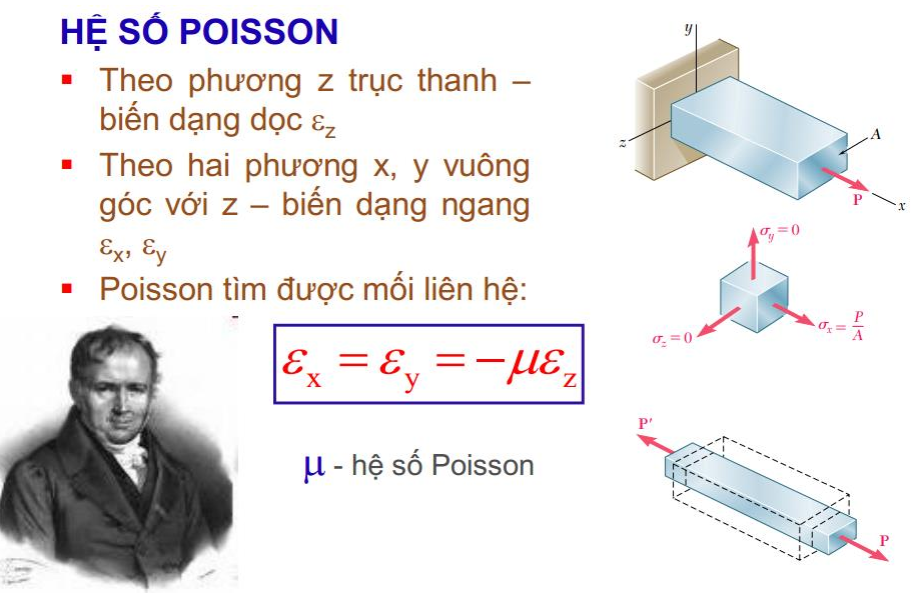 HỆ SỐ POISSON
▪ Theo phương z trục thanh –
biến dạng dọc εz
▪ Theo hai phương x, y vuông
góc với z – biến dạng ngang
εx, εy
▪ Poisson tìm được mối liên hệ:
εx = εy = −μεz
μ - hệ số Poisson
y
z
A
P
x
σy = 0
σz = 0
σx = P/A
P′
P